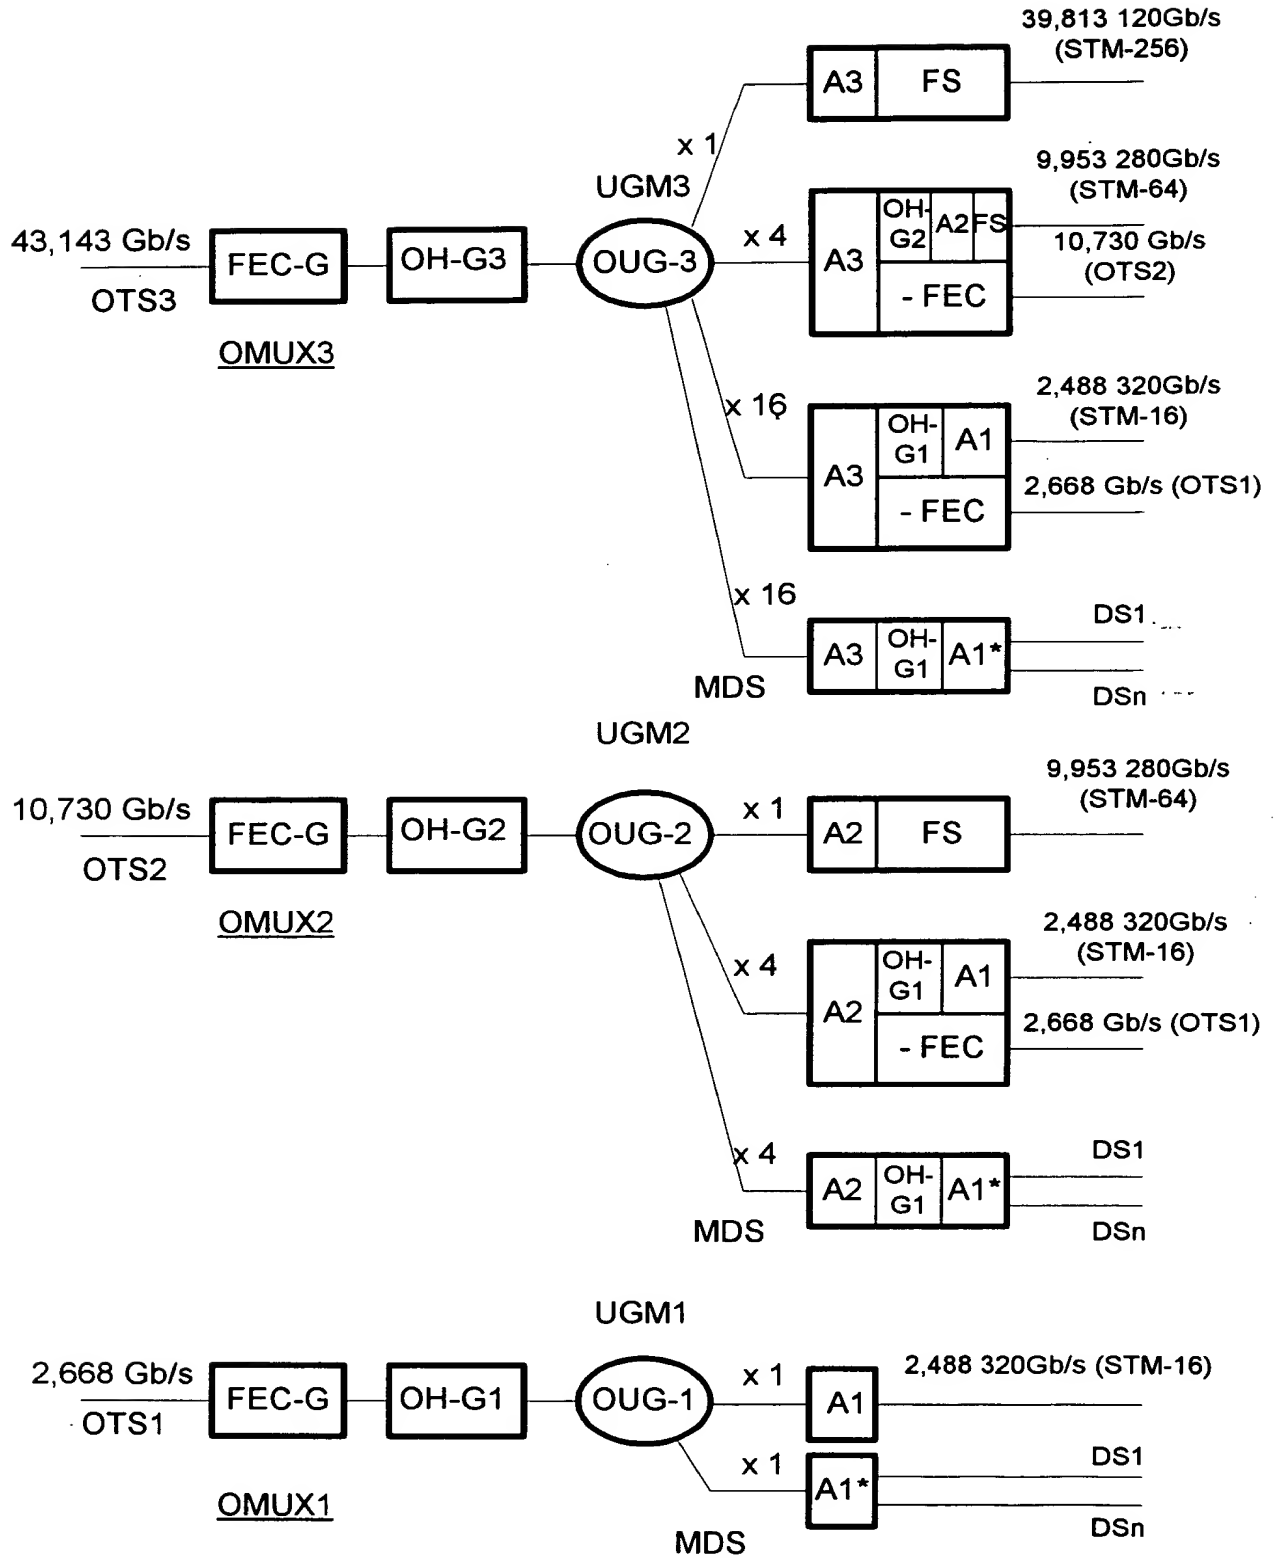 39,813 120Gb/s
(STM-256)
A3
FS
x 1
UGM3
9,953 280Gb/s
(STM-64)
43,143 Gb/s
OTS3
FEC-G
OH-G3
OUG-3
x 4
A3
OH-
G2
A2
FS
10,730 Gb/s
(OTS2)
- FEC
OMUX3
x 16
2,488 320Gb/s
(STM-16)
A3
OH-
G1
A1
2,668 Gb/s (OTS1)
- FEC
x 16
DS1
A3
OH-
G1
A1*
MDS
DSn
UGM2
9,953 280Gb/s
(STM-64)
10,730 Gb/s
OTS2
FEC-G
OH-G2
OUG-2
x 1
A2
FS
OMUX2
2,488 320Gb/s
(STM-16)
x 4
A2
OH-
G1
A1
2,668 Gb/s (OTS1)
- FEC
x 4
DS1
A2
OH-
G1
A1*
MDS
DSn
UGM1
2,668 Gb/s
OTS1
FEC-G
OH-G1
OUG-1
x 1
A1
2,488 320Gb/s (STM-16)
x 1
A1*
DS1
OMUX1
DSn
MDS